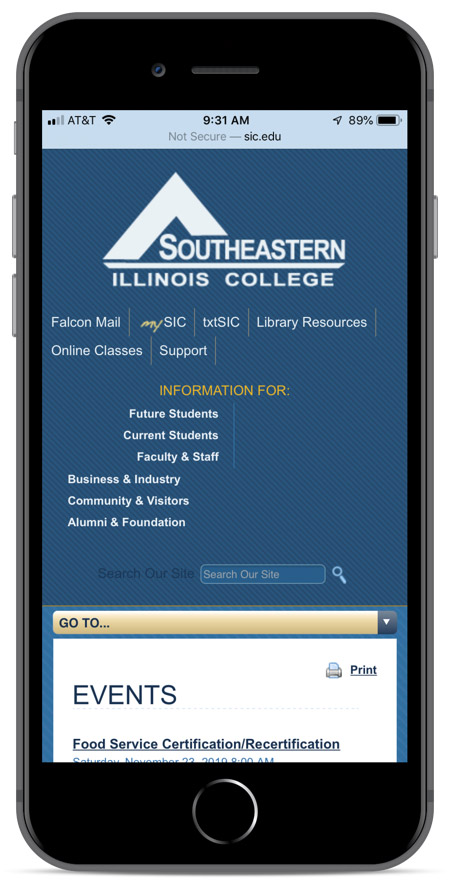 AT&T 9:31 AM 89%
Not Secure — sic.edu
SOUTHEASTERN
ILLINOIS COLLEGE
Falcon Mail mySIC txtSIC Library Resources
Online Classes Support
INFORMATION FOR:
Future Students
Current Students
Faculty & Staff
Business & Industry
Community & Visitors
Alumni & Foundation
Search Our Site Search Our Site
GO TO...
Print
EVENTS
Food Service Certification/Recertification
Saturday, November 23, 2019 8:00 AM